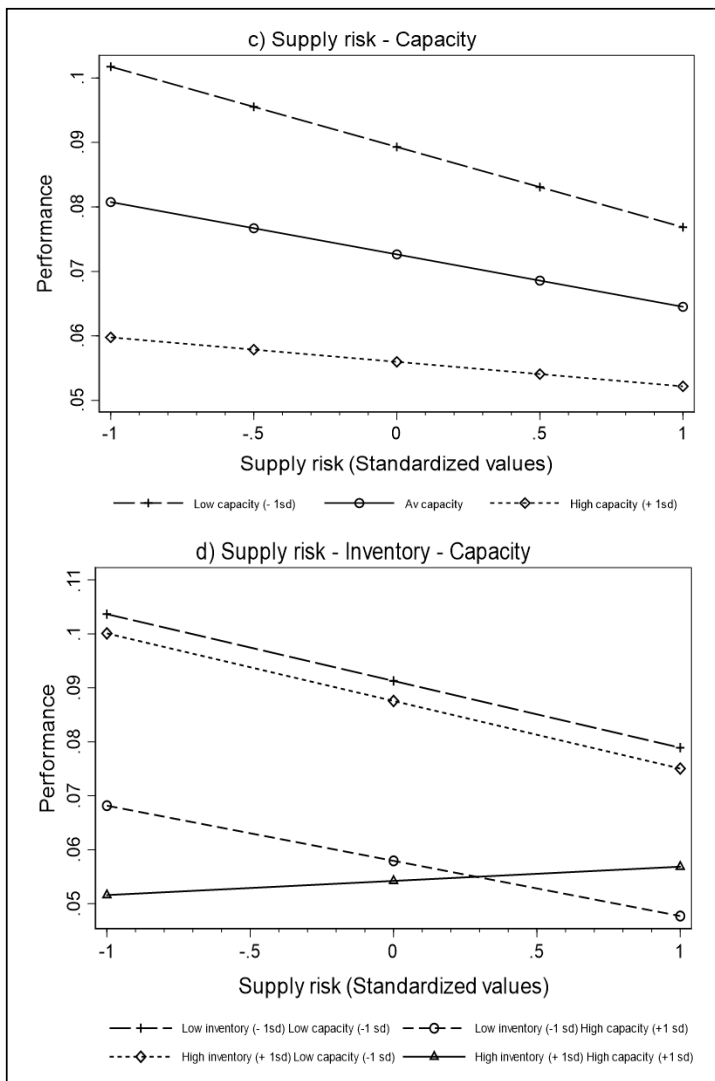 c) Supply risk - Capacity
.1
.09
.08
.07
.06
.05
Performance
-1
-.5
0
.5
1
Supply risk (Standardized values)
Low capacity (- 1sd)
Av capacity
High capacity (+ 1sd)
d) Supply risk - Inventory - Capacity
.11
.1
.09
.08
.07
.06
.05
Performance
-1
-.5
0
.5
1
Supply risk (Standardized values)
Low inventory (- 1sd) Low capacity (-1 sd)
Low inventory (-1 sd) High capacity (+1 sd)
High inventory (+ 1sd) Low capacity (-1 sd)
High inventory (+ 1sd) High capacity (+1 sd)